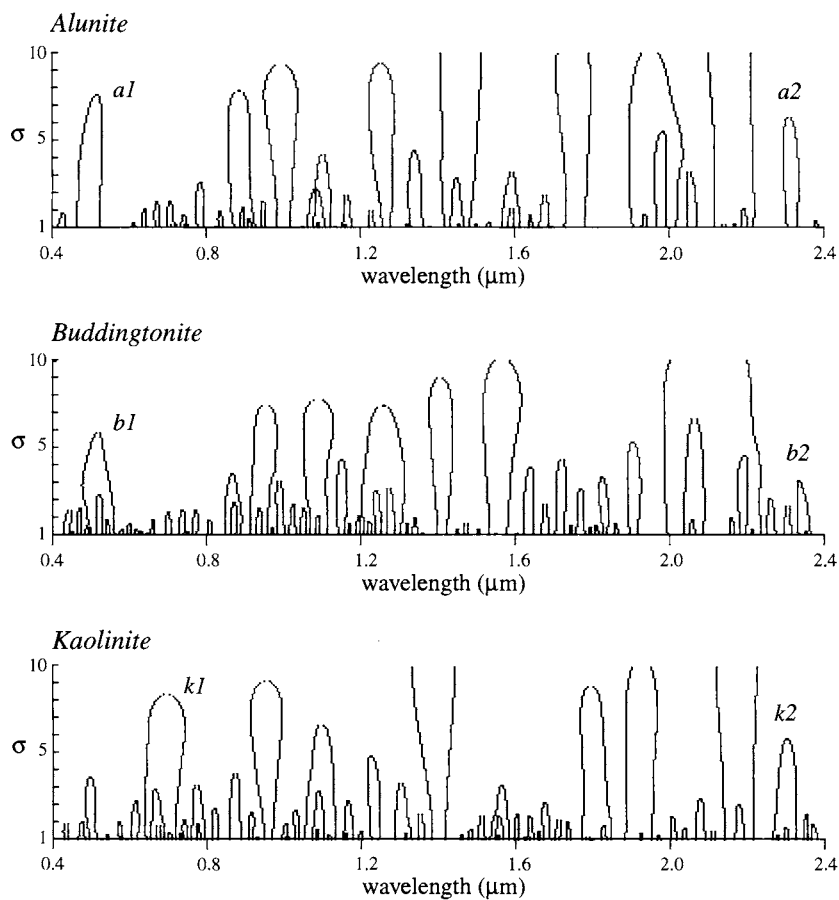 Alunite
10
a1
a2
σ
5
1
0.4 0.8 1.2 1.6 2.0 2.4
wavelength (μm)
Buddingtonite
10
b1
σ
5
b2
1
0.4 0.8 1.2 1.6 2.0 2.4
wavelength (μm)
Kaolinite
10
k1
k2
σ
5
1
0.4 0.8 1.2 1.6 2.0 2.4
wavelength (μm)